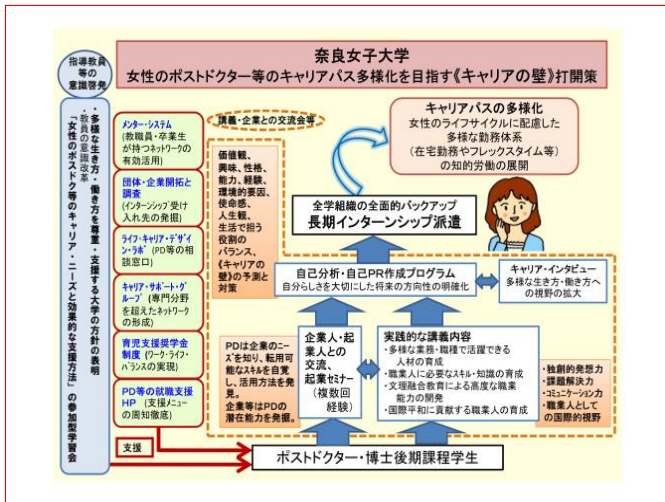 奈良女子大学
女性のポストドクター等のキャリアパス多様化を目指す《キャリアの壁》打開策
指導教員
等の
意識啓発
・多様な生き方・働き方を尊重・支援する大学の方針の表明
・教員の意識改革
「女性のポスドク等のキャリア・ニーズと効果的な支援方法」の参加型学習会
メンター・システム
(教職員・卒業生
が持つネットワークの
有効活用)
団体・企業開拓と
調査
(インターンシップ受け
入れ先の発掘)
ライフ・キャリア・デザイ
ン・ラボ (PD等の相
談窓口)
キャリア・サポート・グ
ループ (専門分野
を超えたネットワーク
の形成)
育児支援奨学金
制度 (ワーク・ライフ・
バランスの実現)
PD等の就職支援
HP (支援メニュー
の周知徹底)
支援
講義・企業との交流会等
価値観、
興味、性格、
能力、経験、
環境的要因、
使命感、
人生観、
生活で担う
役割の
バランス、
《キャリアの
壁》の予測と
対策
キャリアパスの多様化
女性のライフサイクルに配慮した
多様な勤務体系
(在宅勤務やフレックスタイム等)
の知的労働の展開
全学組織の全面的バックアップ
長期インターンシップ派遣
自己分析・自己PR作成プログラム
自分らしさを大切にした将来の方向性の明確化
キャリア・インタビュー
多様な生き方・働き方へ
の視野の拡大
PDは企業のニー
ズを知り、転用可
能なスキルを自覚
し、活用方法を発
見。
企業等はPDの
潜在能力を発掘。
企業人・起
業人との
交流、
起業セミナー
(複数回
経験)
実践的な講義内容
・多様な業務・職種で活躍できる
人材の育成
・職業人に必要なスキル・知識の育成
・文理融合教育による高度な職業
能力の開発
・国際平和に貢献する職業人の育成
・独創的発想力
・課題解決力
・コミュニケーション力
・職業人として
の国際的視野
ポストドクター・博士後期課程学生